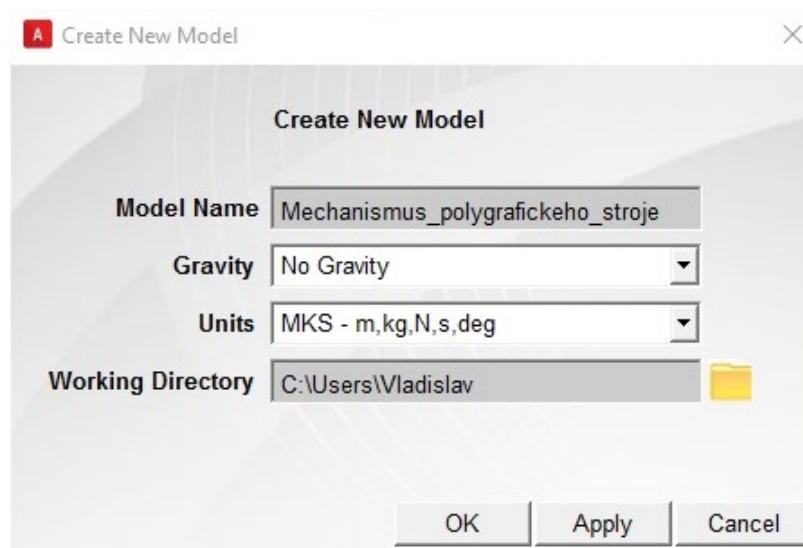 A Create New Model
Create New Model
Model Name Mechanismus_polygrafickeho_stroje
Gravity No Gravity
Units MKS - m,kg,N,s,deg
Working Directory C:\Users\Vladislav
OK Apply Cancel